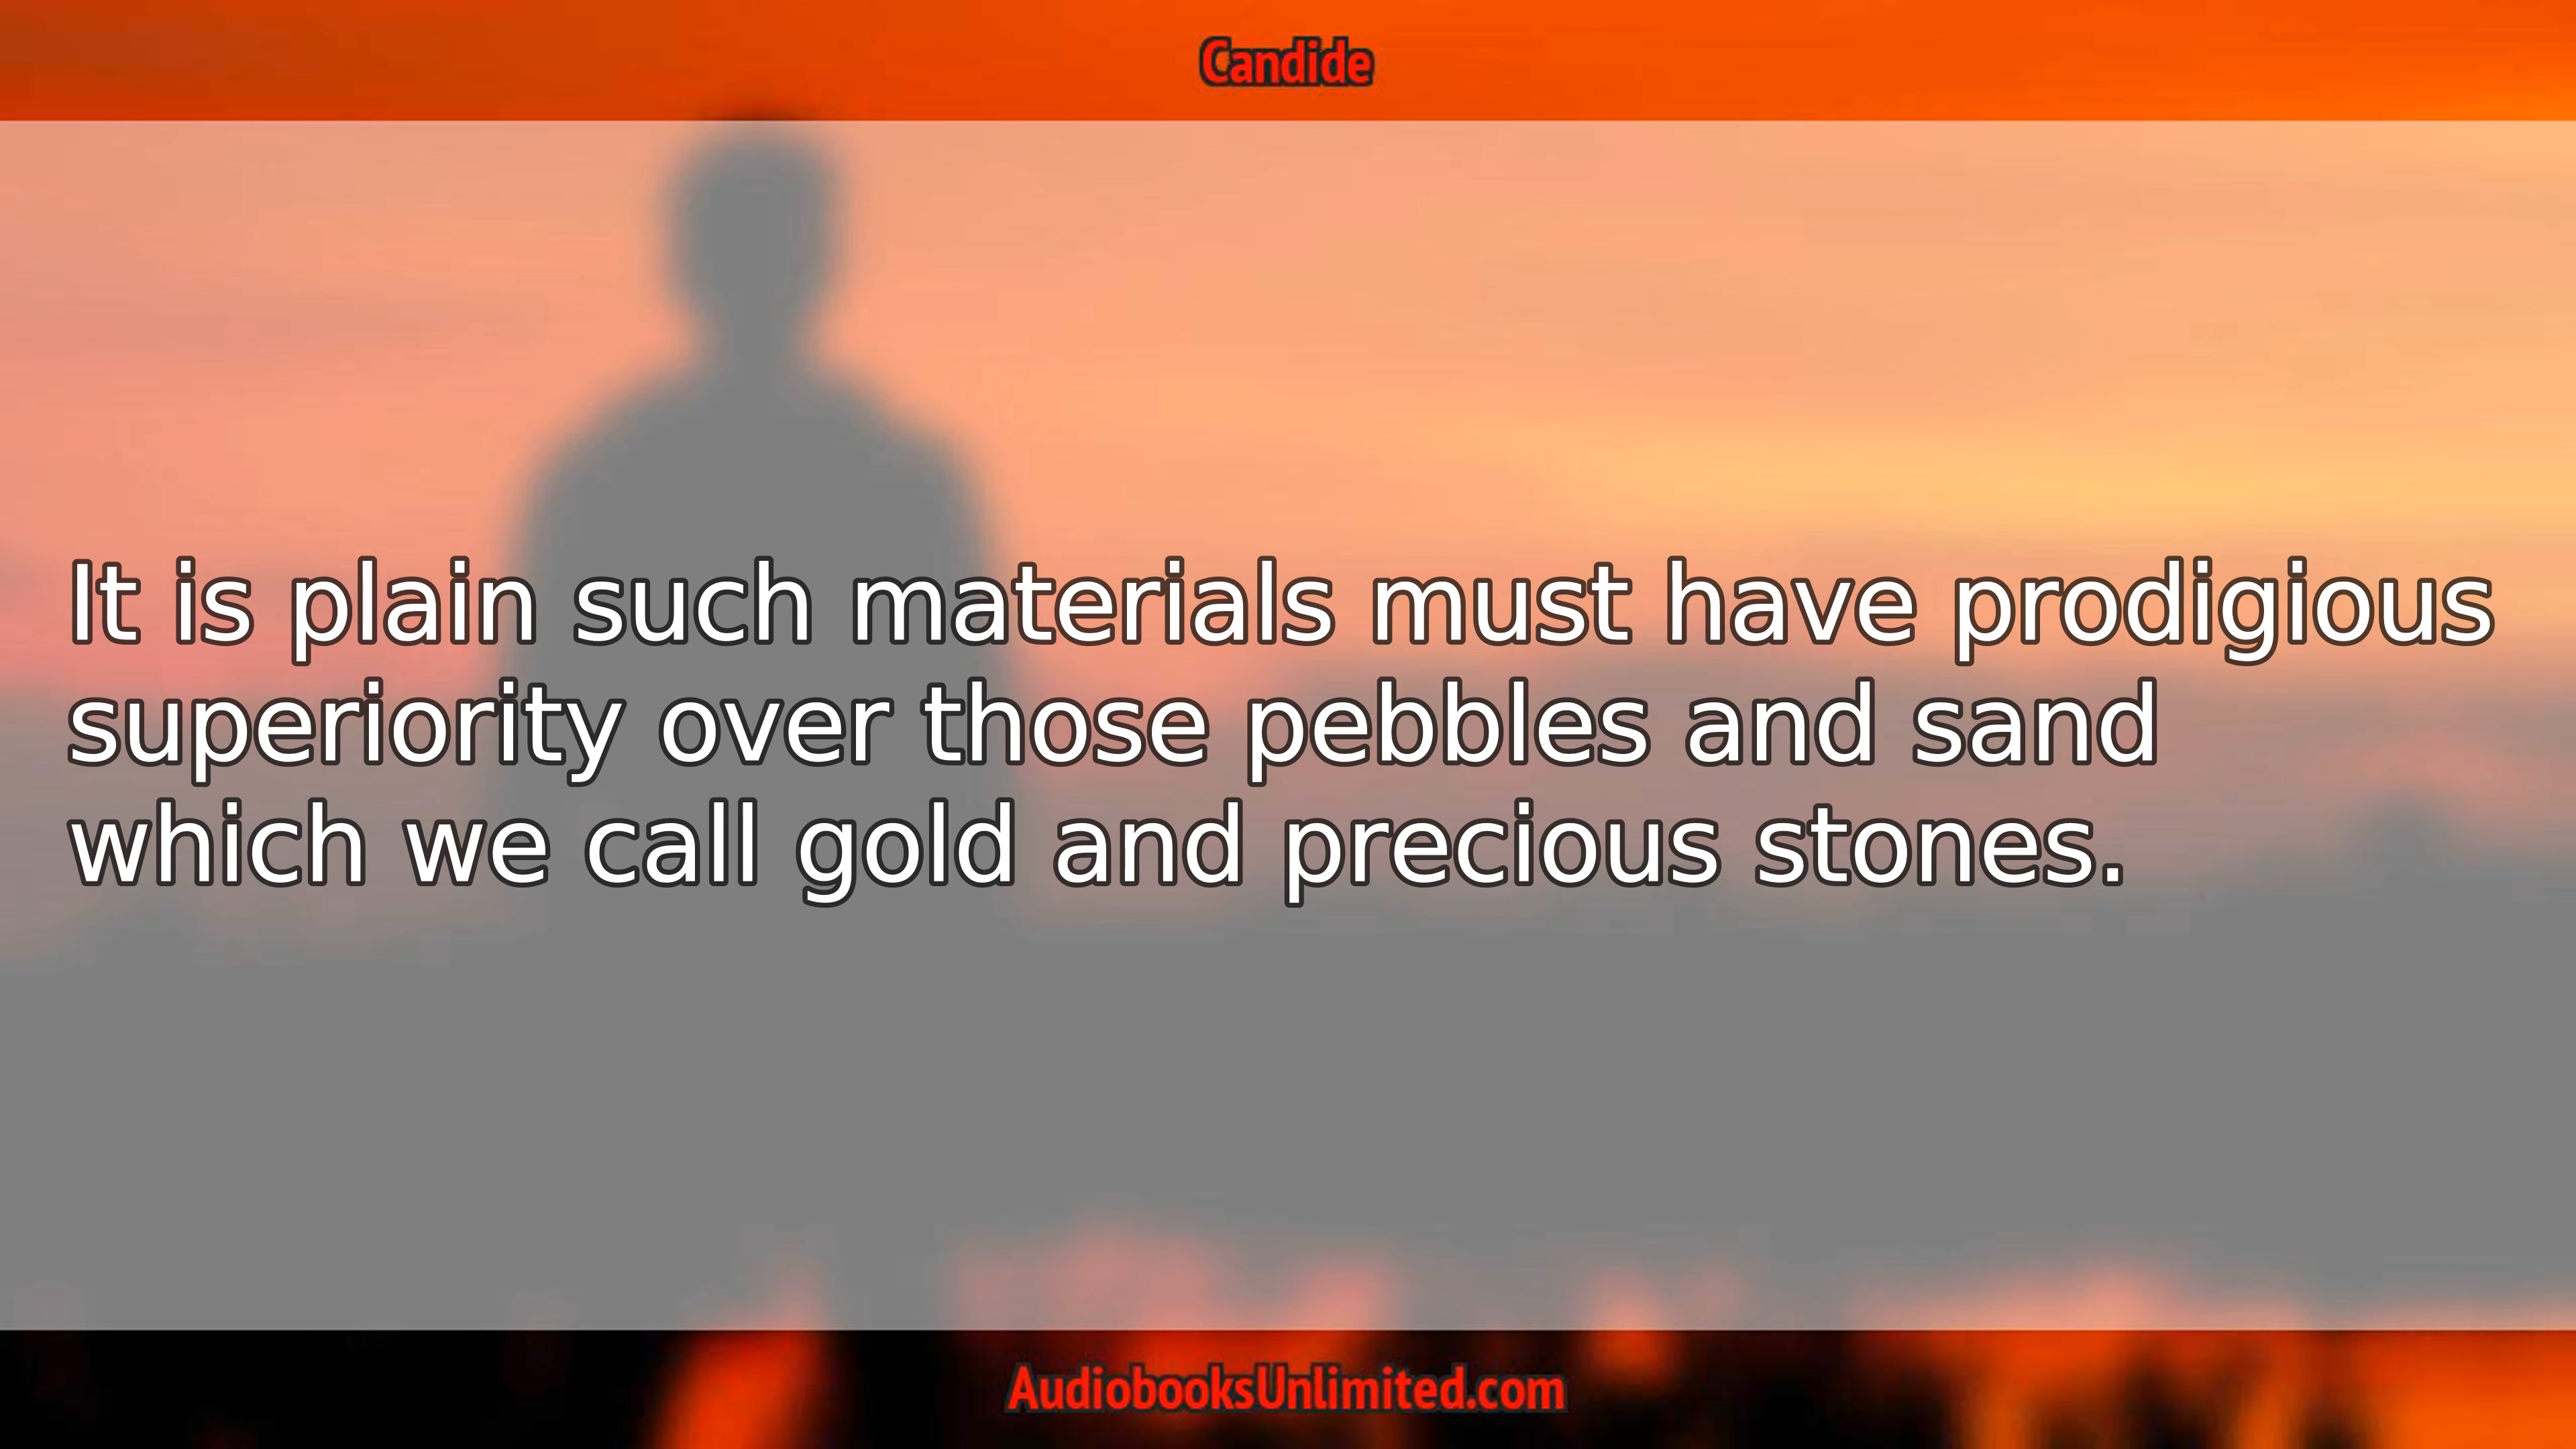 Candide
It is plain such materials must have prodigious
superiority over those pebbles and sand
which we call gold and precious stones.
AudiobooksUnlimited.com